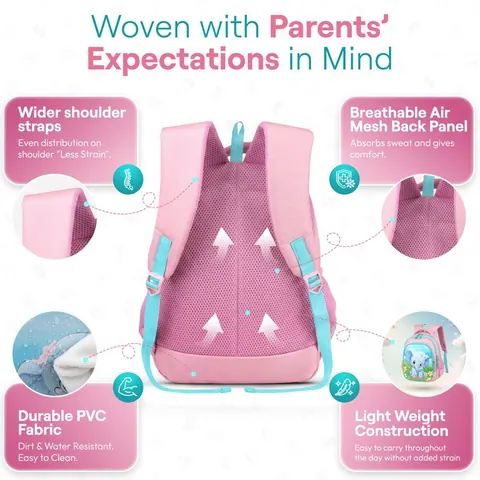 Woven with Parents’
Expectations in Mind
Wider shoulder
straps
Even distribution on
shoulder "Less Strain".
Breathable Air
Mesh Back Panel
Absorbs sweat and gives
comfort.
Durable PVC
Fabric
Dirt & Water Resistant.
Easy to Clean.
Light Weight
Construction
Easy to carry throughout
the day without added strain